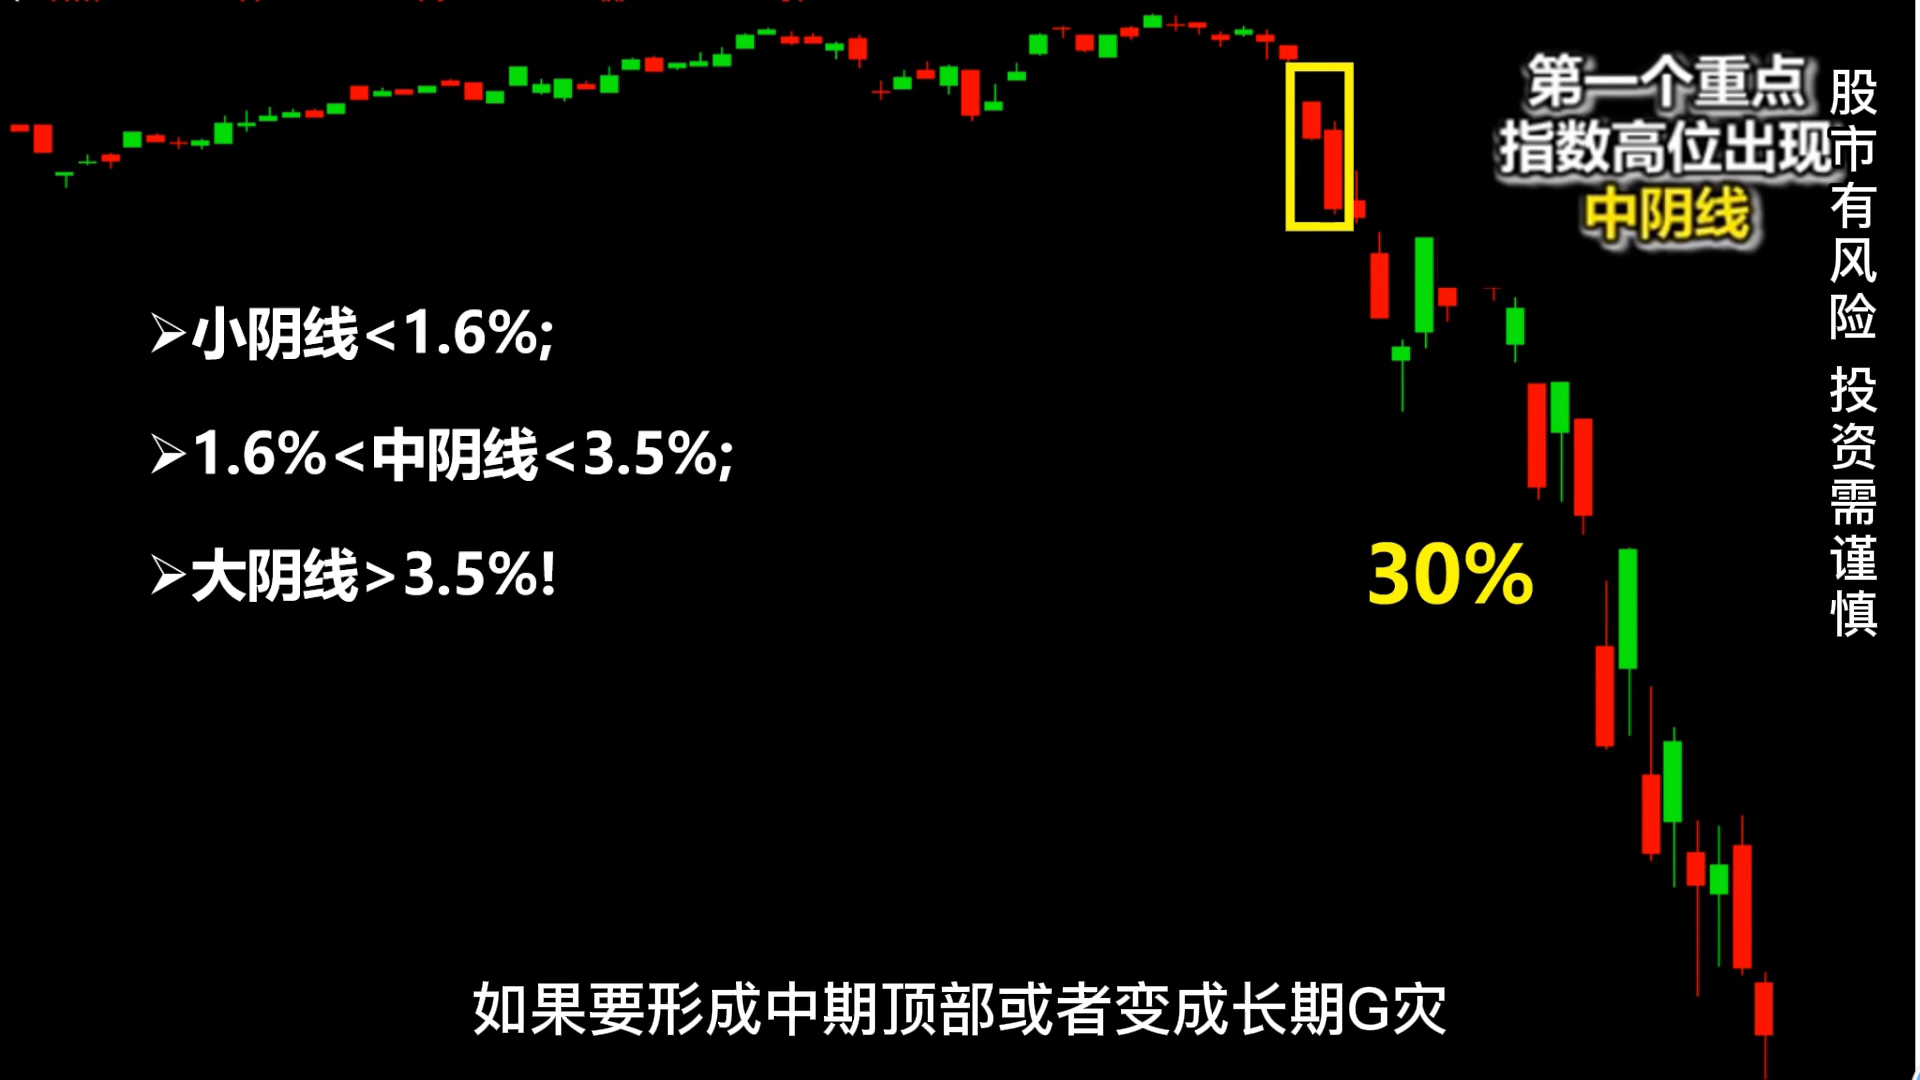 第一个重点
指数高位出现
中阴线
股市有风险 投资需谨慎
➢小阴线<1.6%;
➢1.6%<中阴线<3.5%;
➢大阴线>3.5%!
30%
如果要形成中期顶部或者变成长期G灾